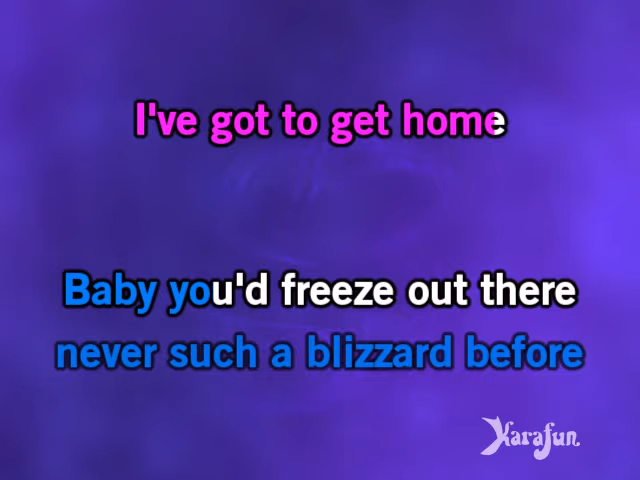 I've got to get home
Baby you'd freeze out there
never such a blizzard before
Karafun